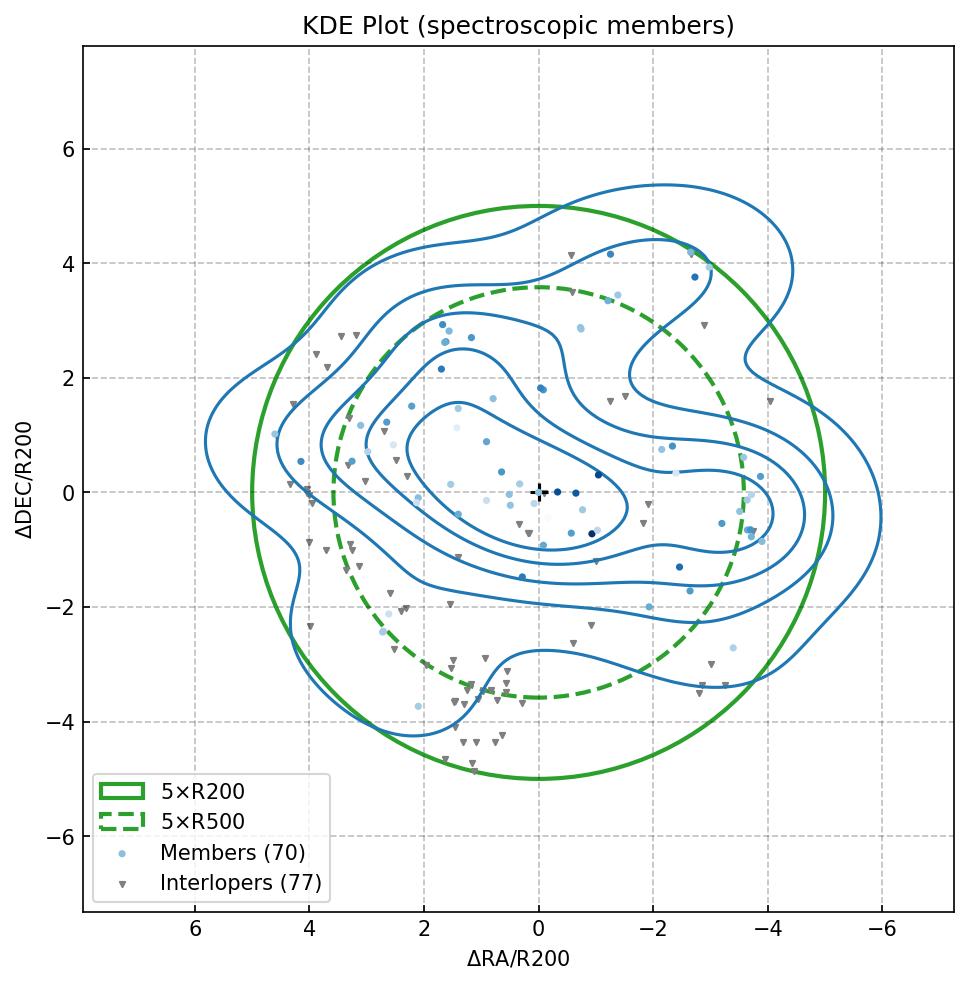 KDE Plot (spectroscopic members)
6
4
2
0
−2
−4
−6
ΔDEC/R200
5×R200
5×R500
Members (70)
Interlopers (77)
6
4
2
0
−2
−4
−6
ΔRA/R200